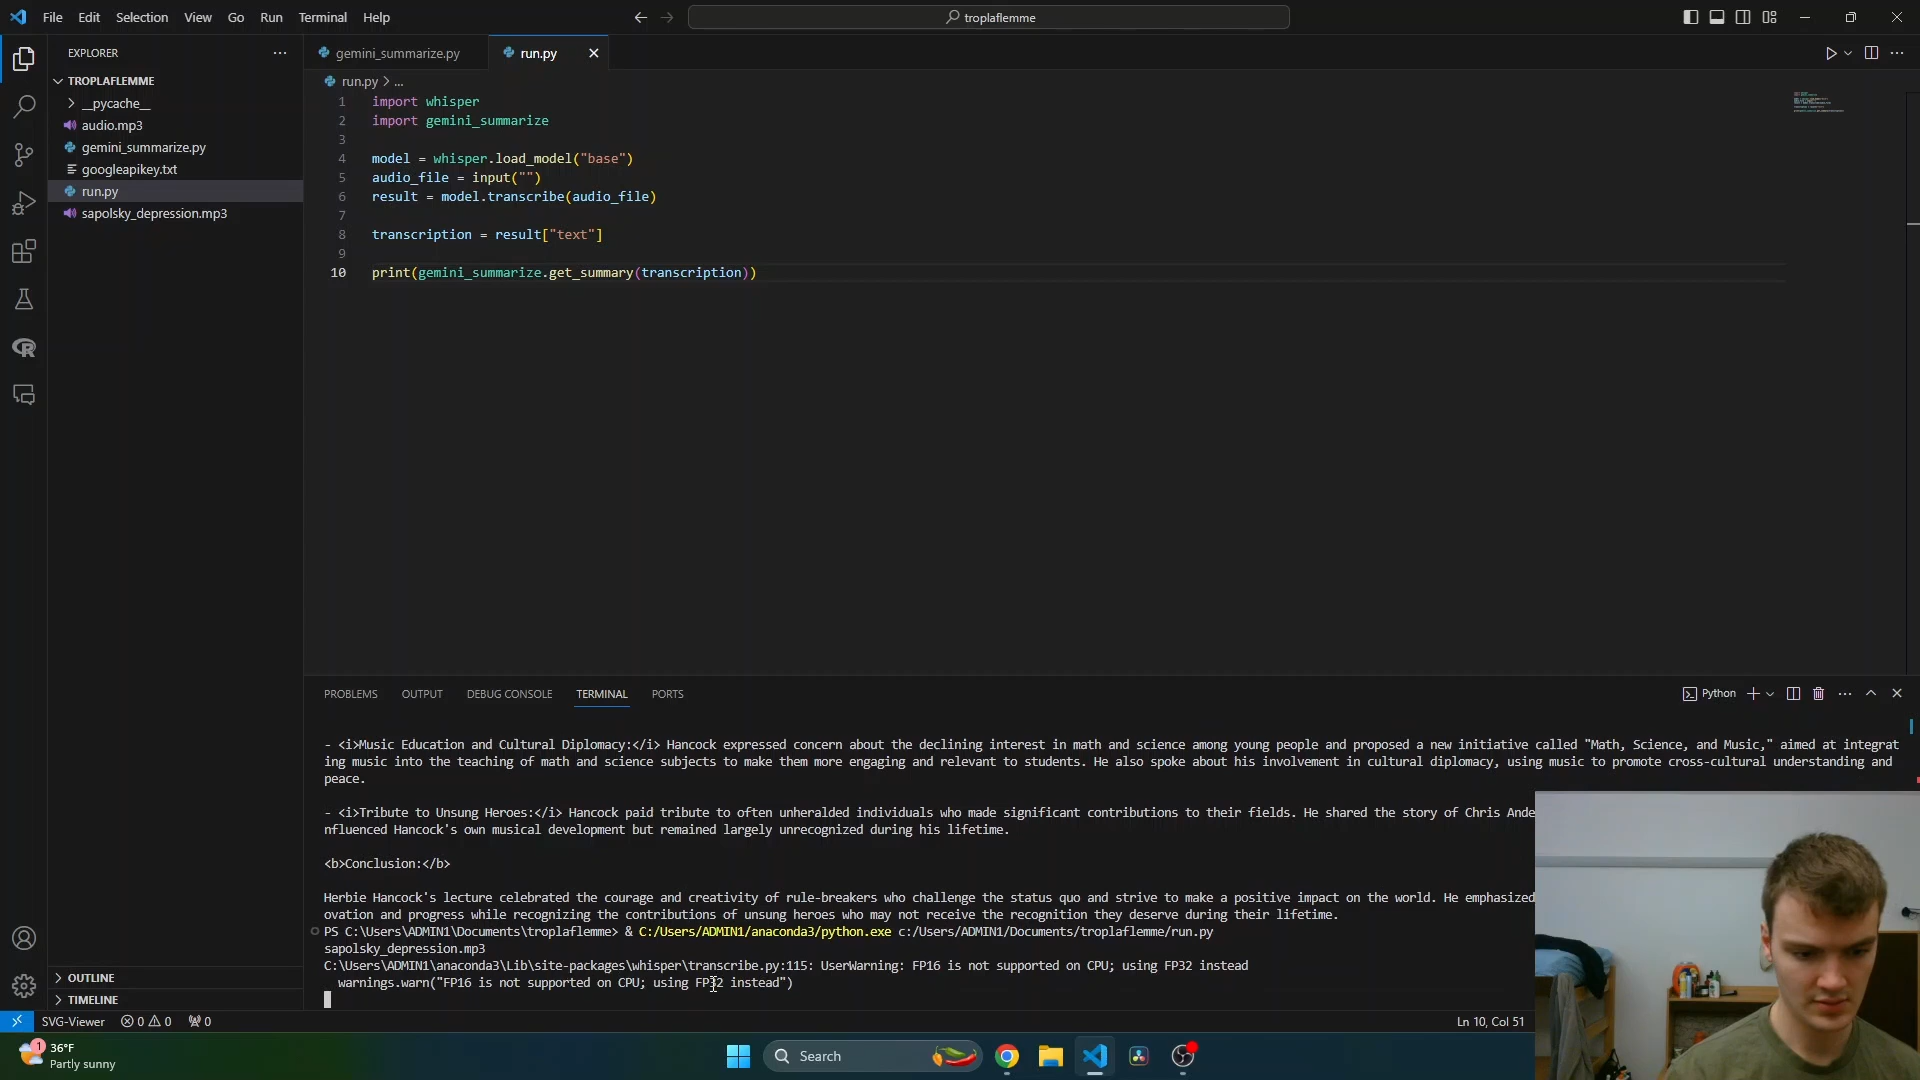 File Edit Selection View Go Run Terminal Help
troplaflemme
EXPLORER
TROPLAFLEMME
__pycache__
audio.mp3
gemini_summarize.py
googleapikey.txt
run.py
sapolsky_depression.mp3
OUTLINE
TIMELINE
gemini_summarize.py
run.py
run.py > ...
1 import whisper
2 import gemini_summarize
3
4 model = whisper.load_model("base")
5 audio_file = input("")
6 result = model.transcribe(audio_file)
7
8 transcription = result["text"]
9
10 print(gemini_summarize.get_summary(transcription))
PROBLEMS OUTPUT DEBUG CONSOLE TERMINAL PORTS
Python
- <i>Music Education and Cultural Diplomacy:</i> Hancock expressed concern about the declining interest in math and science among young people and proposed a new initiative called "Math, Science, and Music," aimed at integrat
ing music into the teaching of math and science subjects to make them more engaging and relevant to students. He also spoke about his involvement in cultural diplomacy, using music to promote cross-cultural understanding and
peace.
- <i>Tribute to Unsung Heroes:</i> Hancock paid tribute to often unheralded individuals who made significant contributions to their fields. He shared the story of Chris Ande
nfluenced Hancock's own musical development but remained largely unrecognized during his lifetime.
<b>Conclusion:</b>
Herbie Hancock's lecture celebrated the courage and creativity of rule-breakers who challenge the status quo and strive to make a positive impact on the world. He emphasized
ovation and progress while recognizing the contributions of unsung heroes who may not receive the recognition they deserve during their lifetime.
PS C:\Users\ADMIN1\Documents\troplaflemme> & C:/Users/ADMIN1/anaconda3/python.exe c:/Users/ADMIN1/Documents/troplaflemme/run.py
sapolsky_depression.mp3
C:\Users\ADMIN1\anaconda3\Lib\site-packages\whisper\transcribe.py:115: UserWarning: FP16 is not supported on CPU; using FP32 instead
warnings.warn("FP16 is not supported on CPU; using FP32 instead")
SVG-Viewer 0 0 0
Ln 10, Col 51
1
36°F
Partly sunny
Search